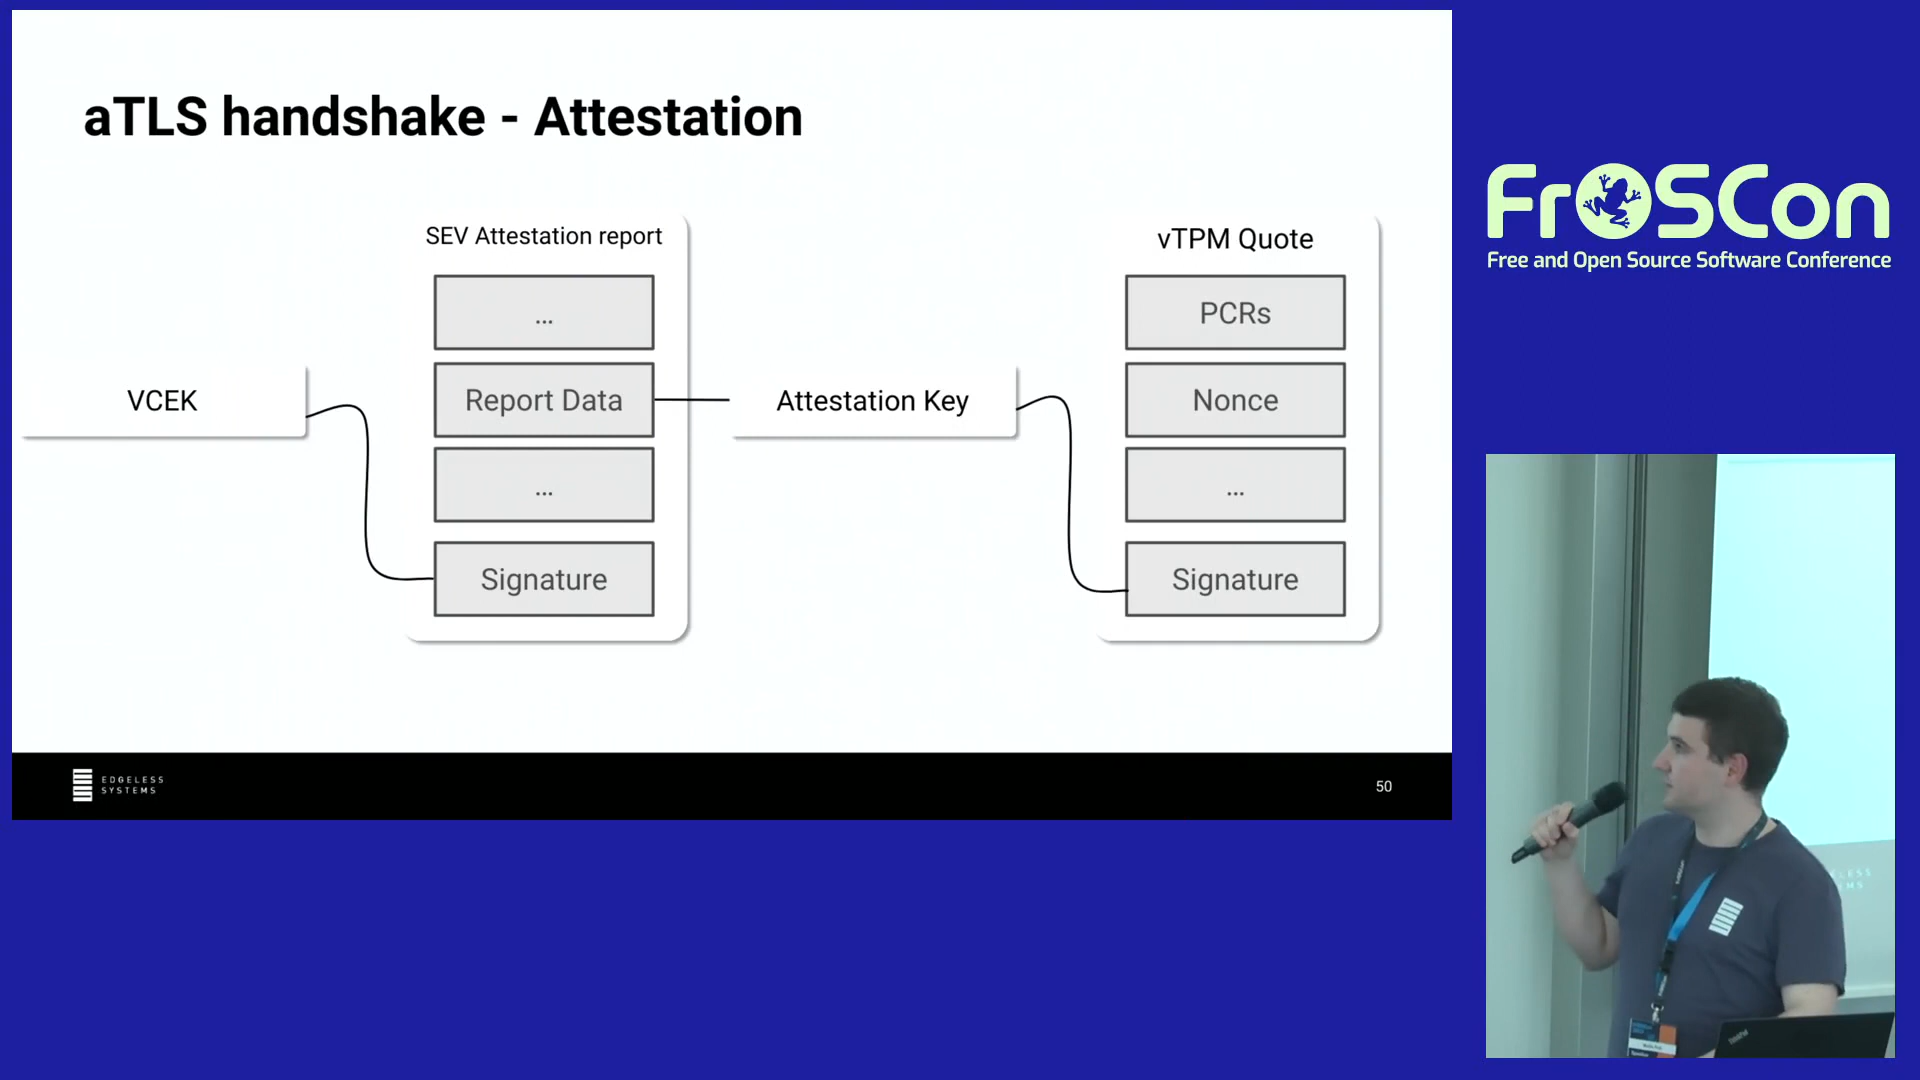 aTLS handshake - Attestation
SEV Attestation report
...
Report Data
...
Signature
VCEK
Attestation Key
vTPM Quote
PCRs
Nonce
...
Signature
EDGELESS
SYSTEMS
50
FrOSCon
Free and Open Source Software Conference
ThinkPad